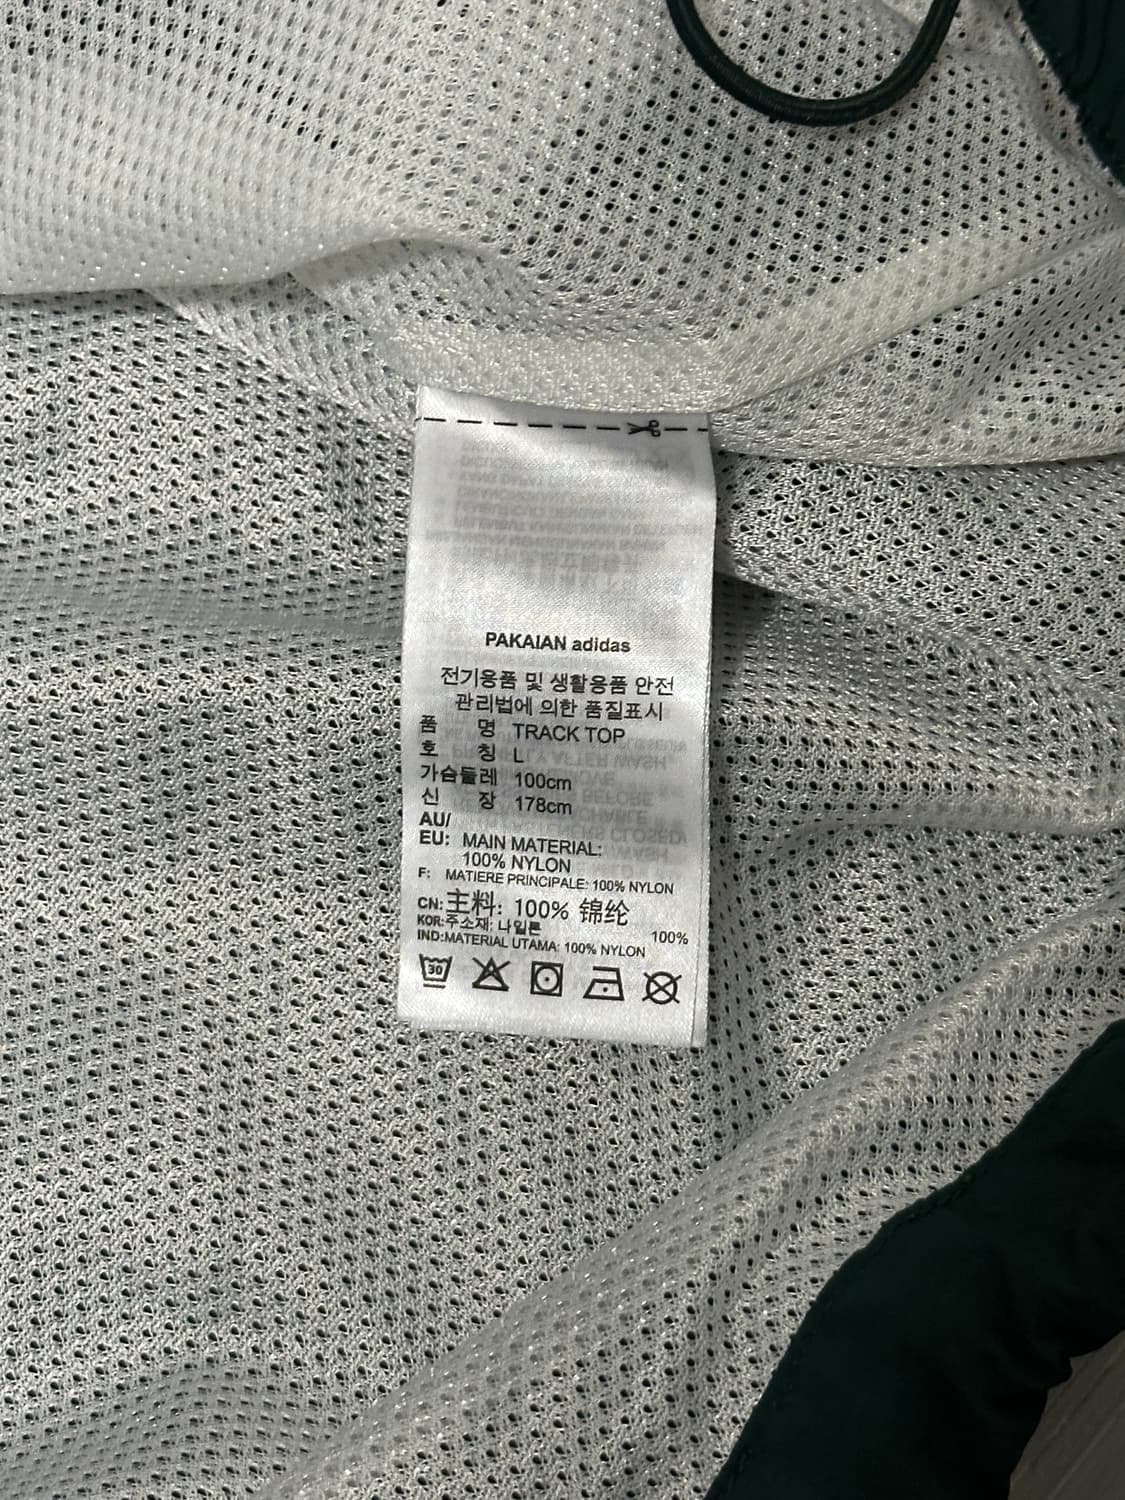 PAKAIAN adidas
전기용품 및 생활용품 안전
관리법에 의한 품질표시
품 명 TRACK TOP
호 칭 L
가슴둘레 100cm
신 장 178cm
AU/
EU: MAIN MATERIAL:
100% NYLON
F: MATIERE PRINCIPALE: 100% NYLON
CN:主料: 100% 锦纶
KOR:주소재: 나일론 100%
IND:MATERIAL UTAMA: 100% NYLON
30